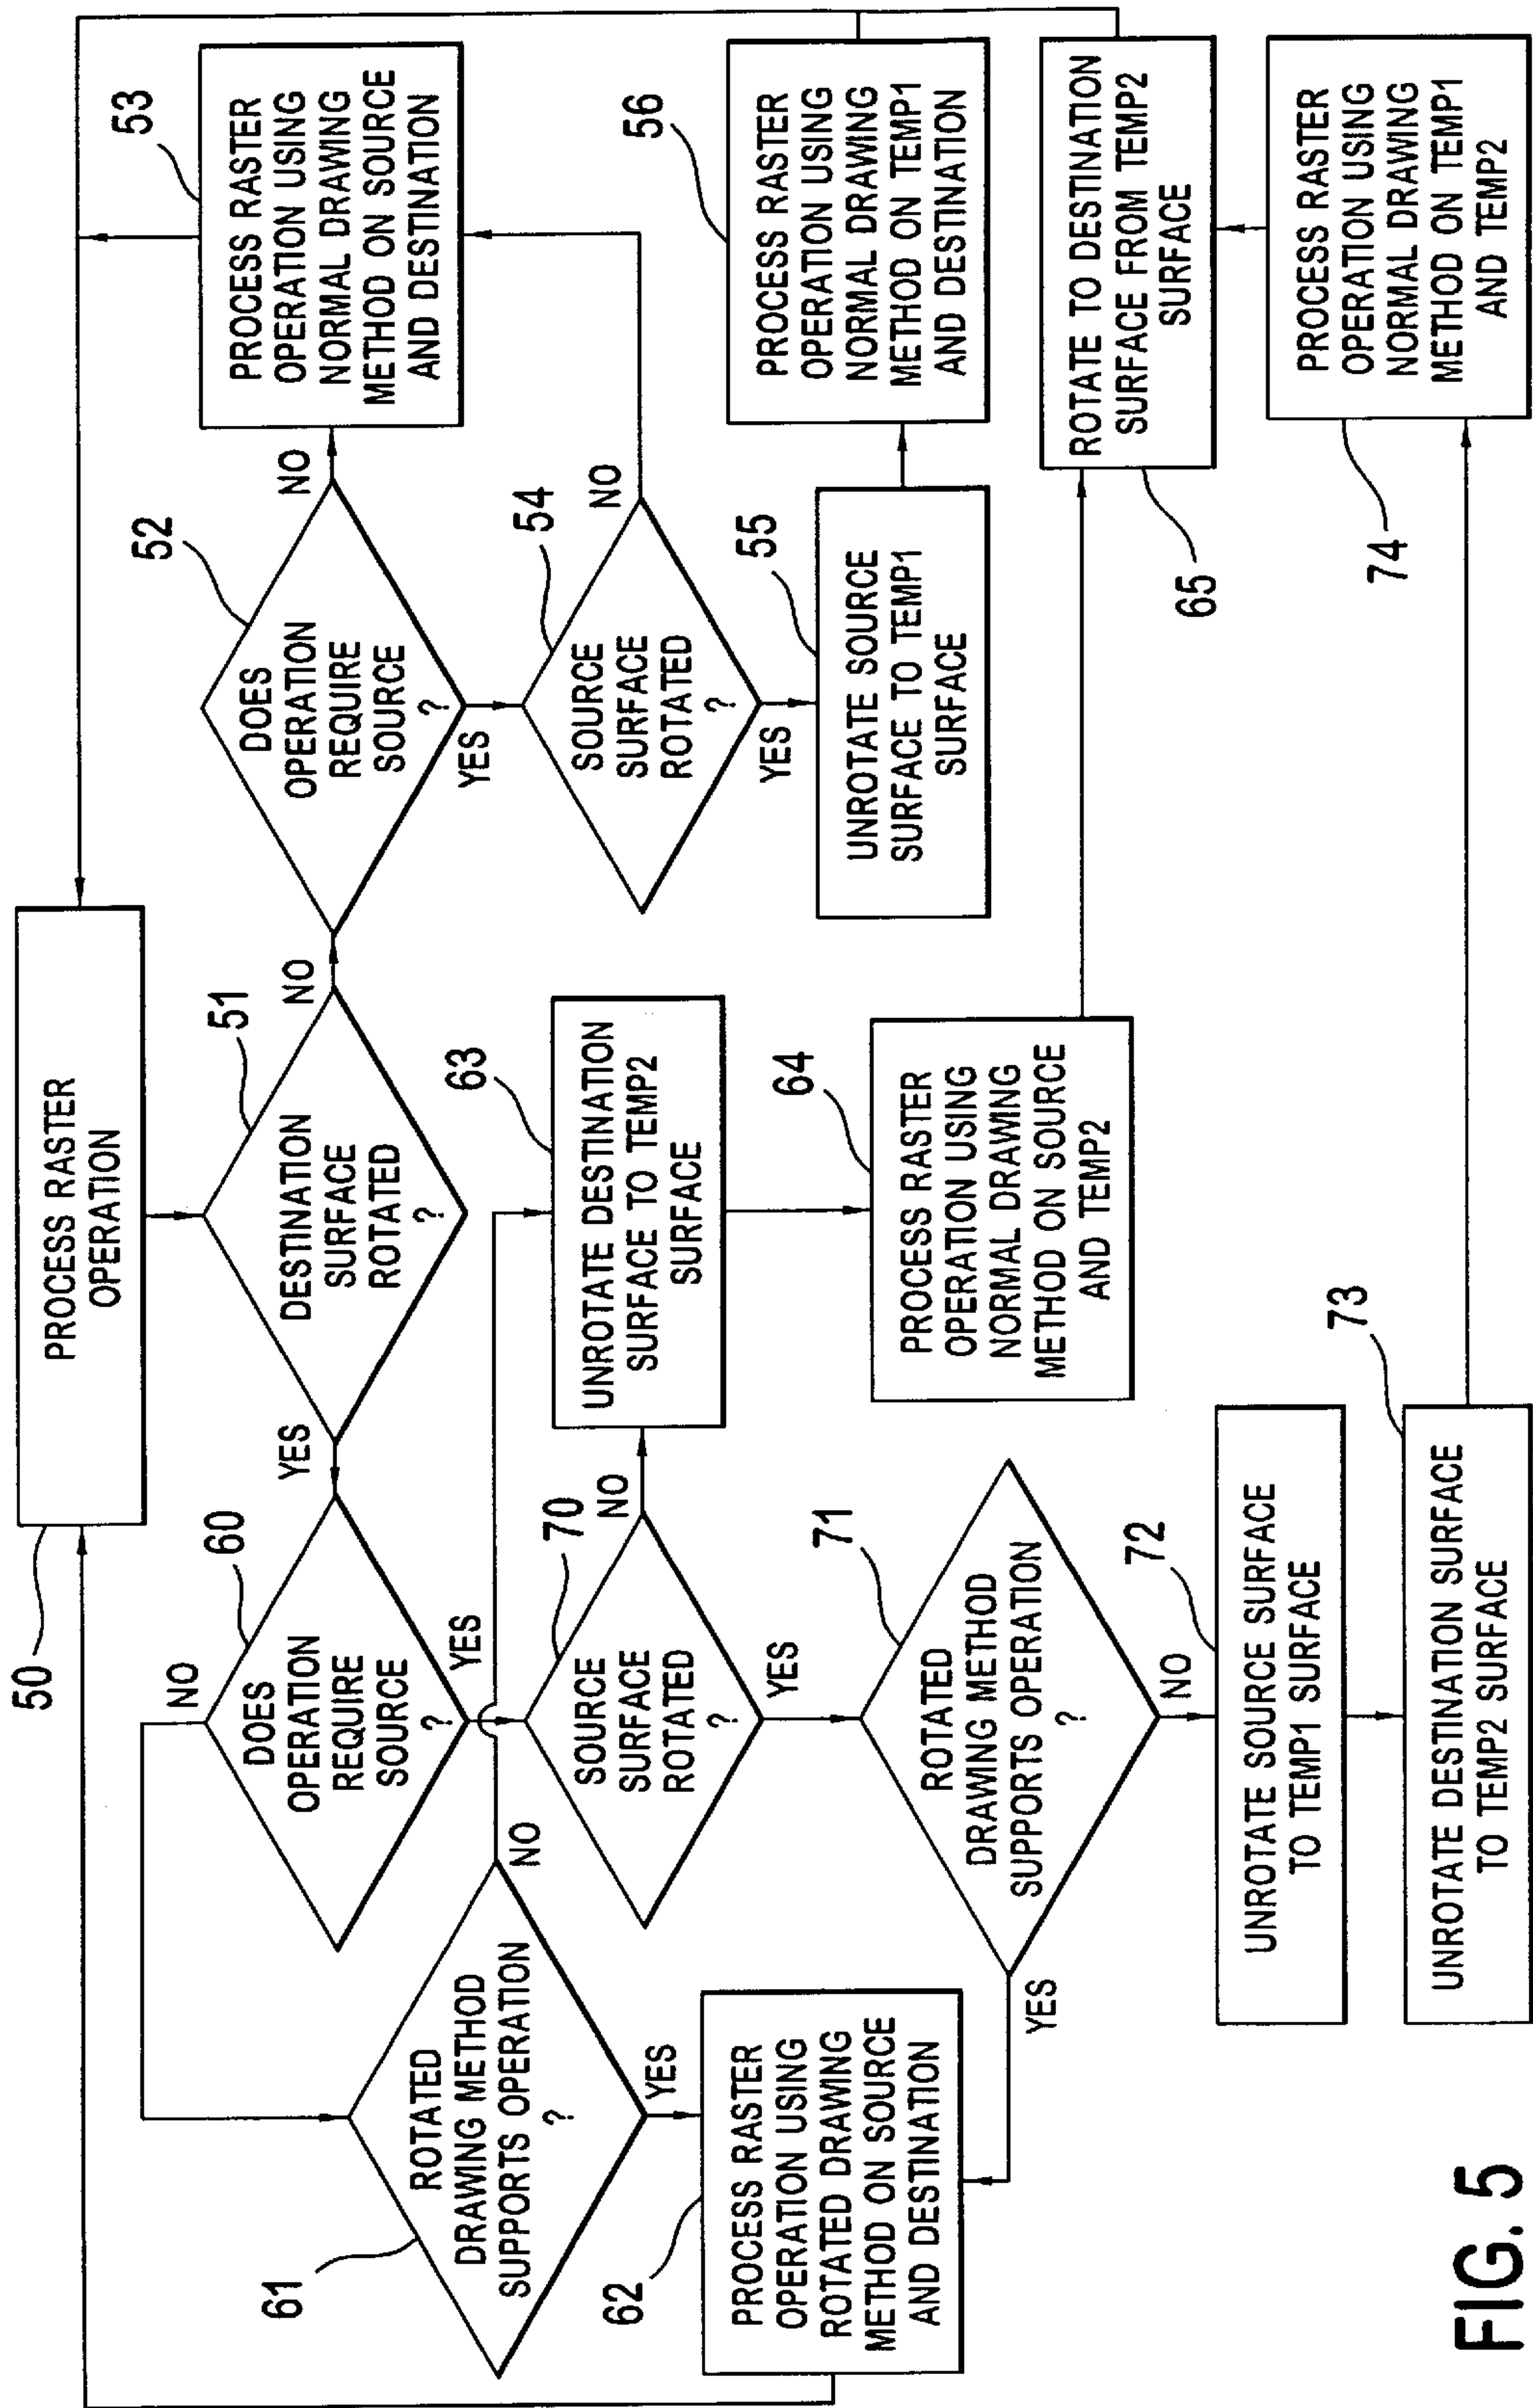 50
PROCESS RASTER
OPERATION
51
DESTINATION
SURFACE
ROTATED
?
NO
YES
52
DOES
OPERATION
REQUIRE
SOURCE
?
NO
YES
53
PROCESS RASTER
OPERATION USING
NORMAL DRAWING
METHOD ON SOURCE
AND DESTINATION
54
SOURCE
SURFACE
ROTATED
?
NO
YES
55
UNROTATE SOURCE
SURFACE TO TEMP1
SURFACE
56
PROCESS RASTER
OPERATION USING
NORMAL DRAWING
METHOD ON TEMP1
AND DESTINATION
60
DOES
OPERATION
REQUIRE
SOURCE
?
NO
YES
61
ROTATED
DRAWING METHOD
SUPPORTS OPERATION
?
NO
YES
62
PROCESS RASTER
OPERATION USING
ROTATED DRAWING
METHOD ON SOURCE
AND DESTINATION
63
UNROTATE DESTINATION
SURFACE TO TEMP2
SURFACE
64
PROCESS RASTER
OPERATION USING
NORMAL DRAWING
METHOD ON SOURCE
AND TEMP2
65
ROTATE TO DESTINATION
SURFACE FROM TEMP2
SURFACE
70
SOURCE
SURFACE
ROTATED
?
NO
YES
71
ROTATED
DRAWING METHOD
SUPPORTS OPERATION
?
YES
NO
72
UNROTATE SOURCE SURFACE
TO TEMP1 SURFACE
73
UNROTATE DESTINATION SURFACE
TO TEMP2 SURFACE
74
PROCESS RASTER
OPERATION USING
NORMAL DRAWING
METHOD ON TEMP1
AND TEMP2
FIG. 5